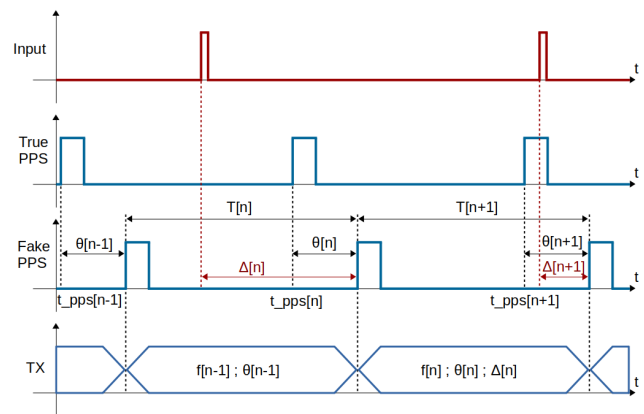 Input
t
True
PPS
t
T[n]
T[n+1]
Fake
PPS
θ[n-1]
θ[n]
θ[n+1]
Δ[n]
Δ[n+1]
t
t_pps[n-1]
t_pps[n]
t_pps[n+1]
TX
f[n-1] ; θ[n-1]
f[n] ; θ[n] ; Δ[n]
t